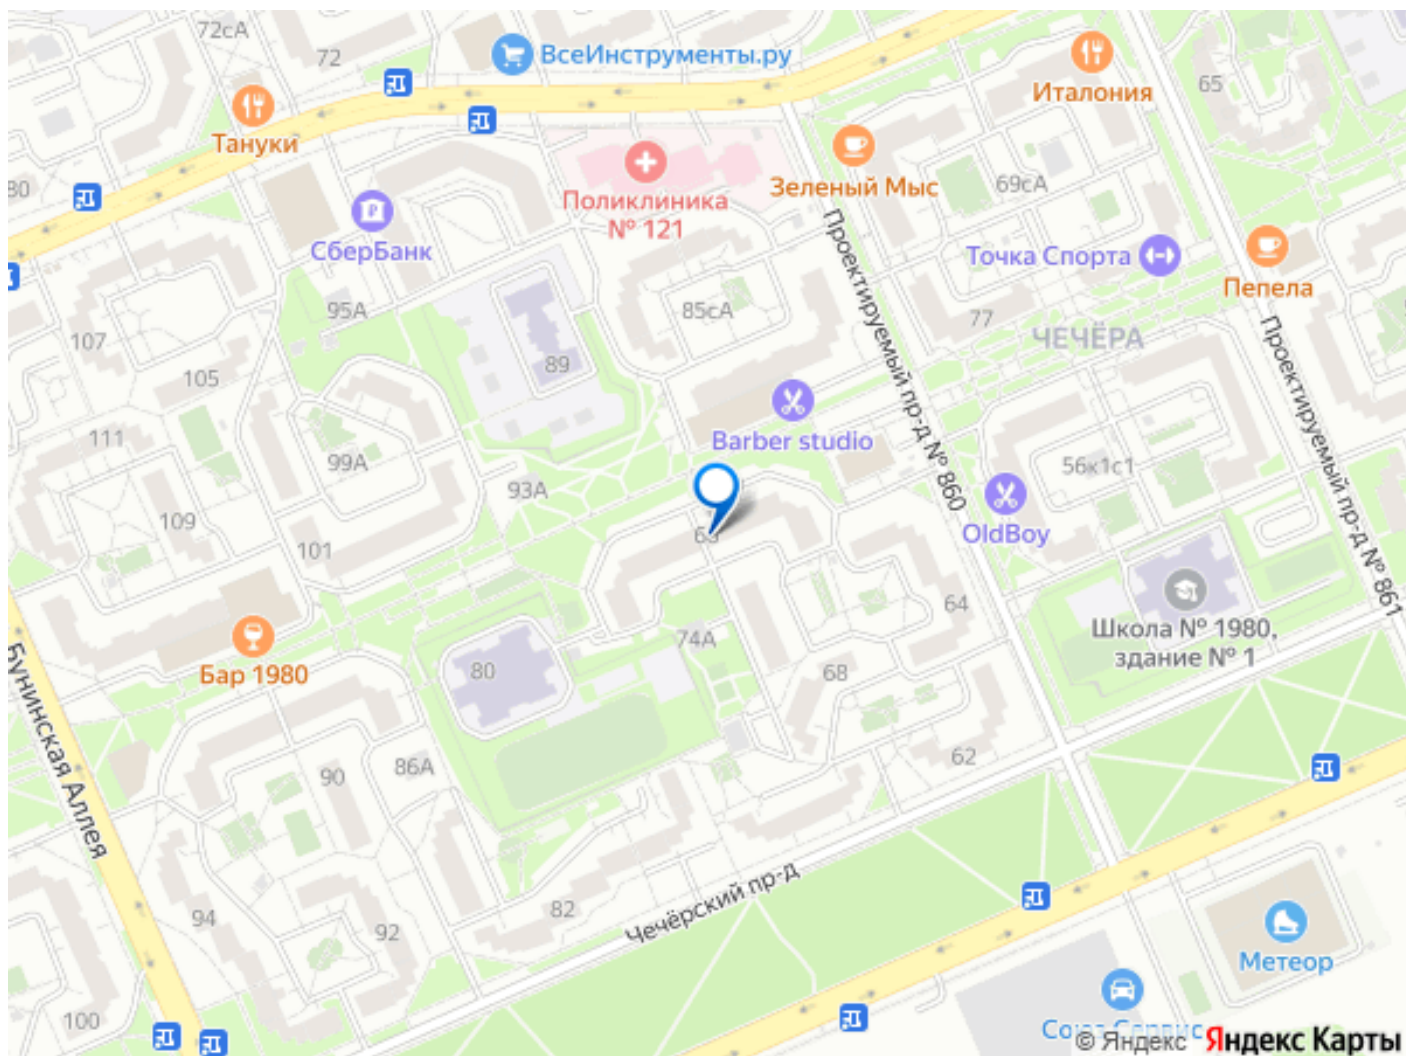 72сА
72
ВсеИнструменты.ру
Италония
65
Тануки
80
СберБанк
Поликлиника
№ 121
Зеленый Мыс
69сА
Точка Спорта
Пепела
95А
85сА
77
ЧЕЧЁРА
107
105
89
Проектируемый пр-д № 860
Проектируемый пр-д № 861
111
99А
Barber studio
93А
56к1с1
109
101
OldBoy
64
Школа № 1980,
здание № 1
Бар 1980
80
74А
68
62
Бунинская Аллея
90
86А
94
92
82
Чечёрский пр-д
Метеор
100
Союз Сервис
© Яндекс Яндекс Карты